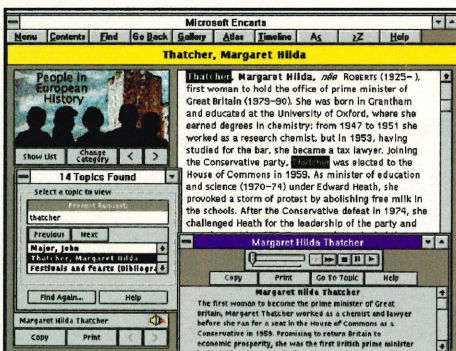 Microsoft Encarta
Menu Contents Find Go Back Gallery Atlas Timeline A≤ ≥Z Help
Thatcher, Margaret Hilda
People in
European
History
Show List
Change
Category
< >
14 Topics Found
Select a topic to view
Present Request:
thatcher
Previous Next
Major, John
Thatcher, Margaret Hilda
Festivals and Feasts (Bibliogra
Find Again... Help
Margaret Hilda Thatcher
Copy Print < >
Thatcher, Margaret Hilda, née ROBERTS (1925- ),
first woman to hold the office of prime minister of
Great Britain (1979-90). She was born in Grantham
and educated at the University of Oxford, where she
earned degrees in chemistry; from 1947 to 1951 she
worked as a research chemist, but in 1953, having
studied for the bar, she became a tax lawyer. Joining
the Conservative party, Thatcher was elected to the
House of Commons in 1959. As minister of education
and science (1970-74) under Edward Heath, she
provoked a storm of protest by abolishing free milk in
the schools. After the Conservative defeat in 1974, she
challenged Heath for the leadership of the party and
Margaret Hilda Thatcher
Copy Print Go To Topic Help
Margaret Hilda Thatcher
The first woman to become the prime minister of Great
Britain, Margaret Thatcher worked as a chemist and lawyer
before she ran for a seat in the House of Commons as a
Conservative in 1959. Promising to return Britain to
economic prosperity, she was the first British prime minister